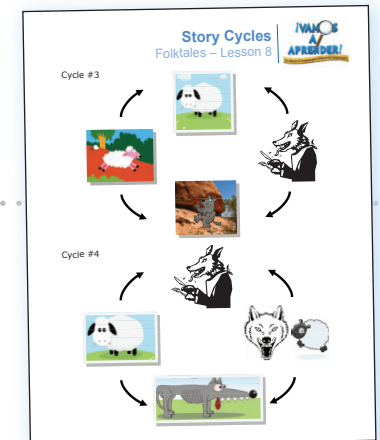 Story Cycles
Folktales – Lesson 8
¡VAMOS
A
APRENDER!
Cycle #3
Cycle #4